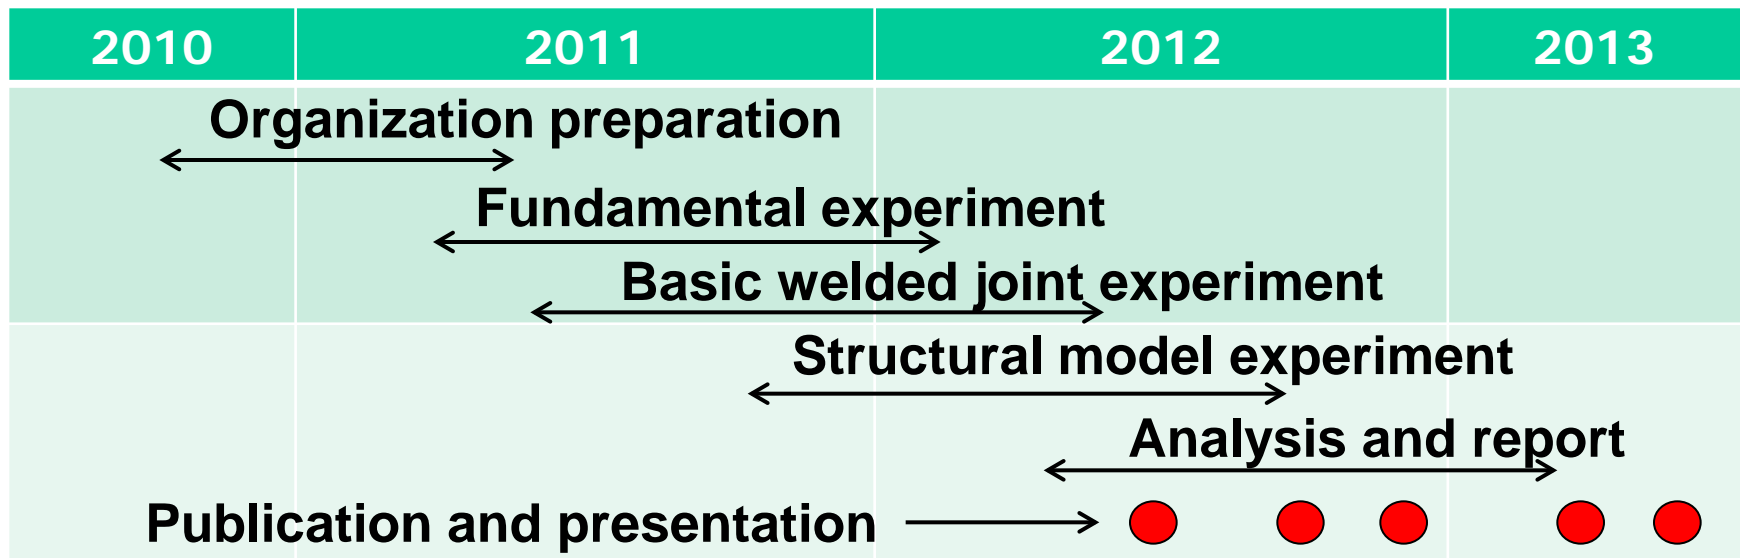 2010 2011 2012 2013
Organization preparation
Fundamental experiment
Basic welded joint experiment
Structural model experiment
Analysis and report
Publication and presentation